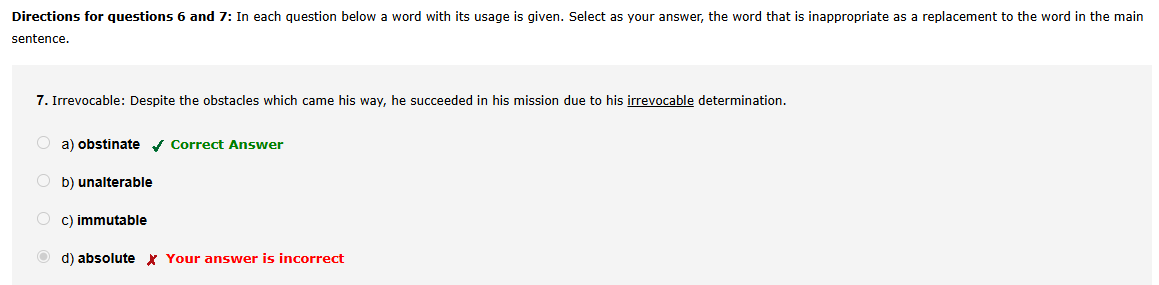 Directions for questions 6 and 7: In each question below a word with its usage is given. Select as your answer, the word that is inappropriate as a replacement to the word in the main
sentence.
7. Irrevocable: Despite the obstacles which came his way, he succeeded in his mission due to his irrevocable determination.
a) obstinate ✓ Correct Answer
b) unalterable
c) immutable
d) absolute ✗ Your answer is incorrect